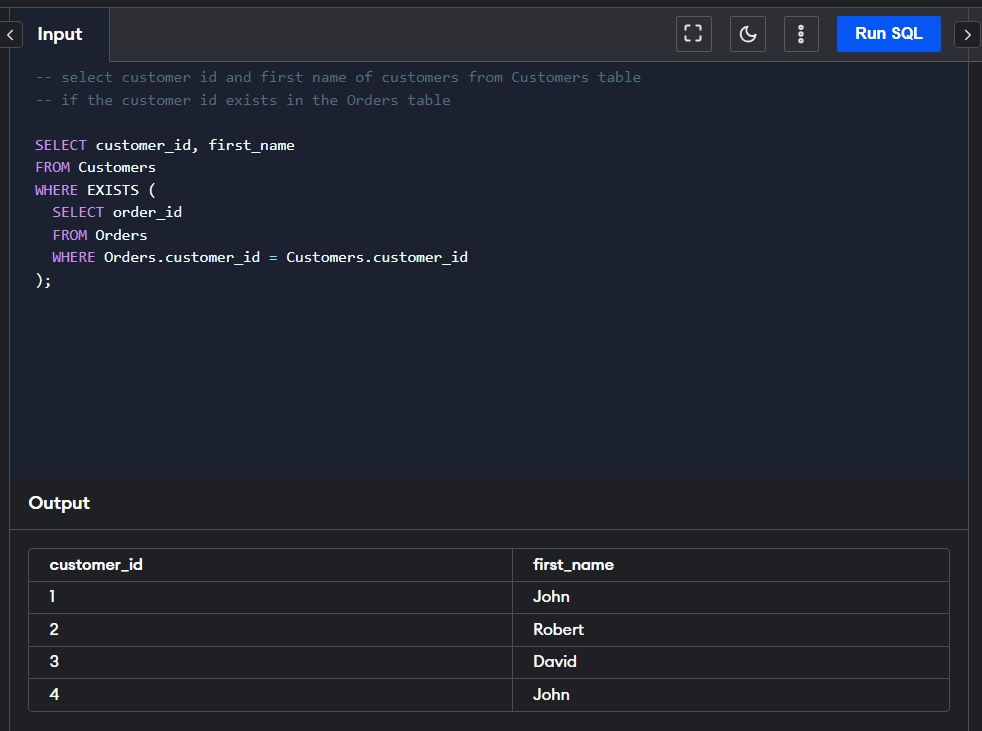 Input
Run SQL
-- select customer id and first name of customers from Customers table
-- if the customer id exists in the Orders table
SELECT customer_id, first_name
FROM Customers
WHERE EXISTS (
  SELECT order_id
  FROM Orders
  WHERE Orders.customer_id = Customers.customer_id
);
Output
customer_id first_name
1 John
2 Robert
3 David
4 John